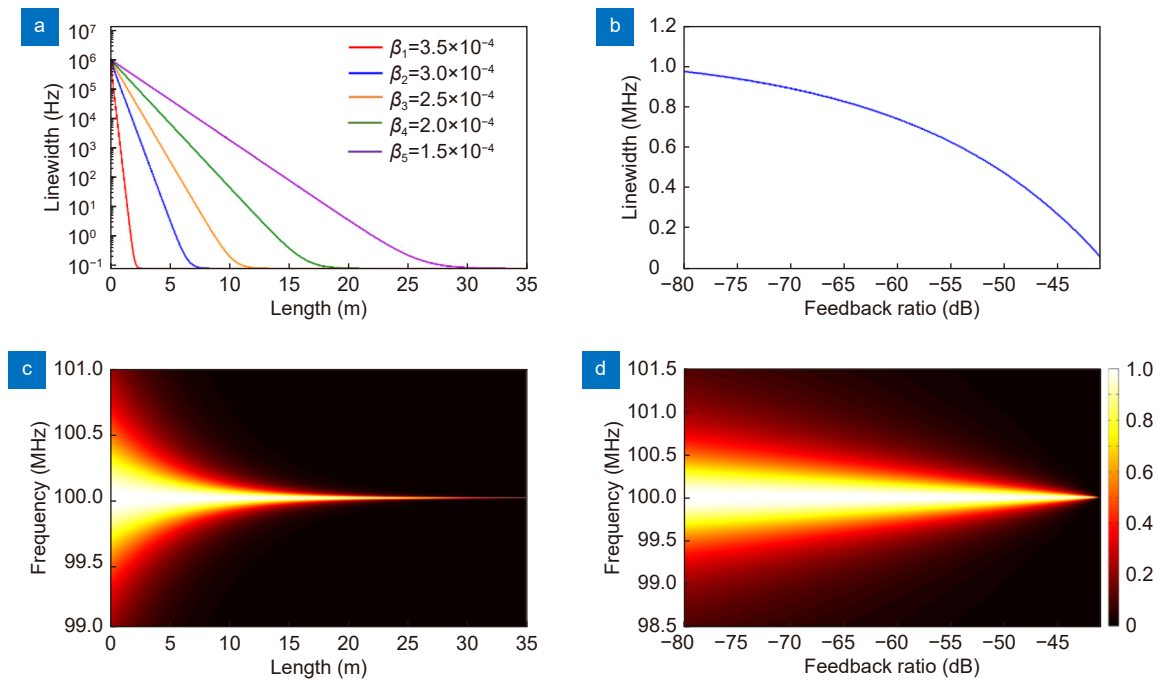 a
10⁷
10⁶
10⁵
10⁴
10³
10²
10¹
10⁰
10⁻¹
Linewidth (Hz)
0 5 10 15 20 25 30 35
Length (m)
β₁=3.5×10⁻⁴
β₂=3.0×10⁻⁴
β₃=2.5×10⁻⁴
β₄=2.0×10⁻⁴
β₅=1.5×10⁻⁴
b
1.2
1.0
0.8
0.6
0.4
0.2
0
Linewidth (MHz)
−80 −75 −70 −65 −60 −55 −50 −45
Feedback ratio (dB)
c
101.0
100.5
100.0
99.5
99.0
Frequency (MHz)
0 5 10 15 20 25 30 35
Length (m)
d
101.5
101.0
100.5
100.0
99.5
99.0
98.5
Frequency (MHz)
−80 −75 −70 −65 −60 −55 −50 −45
Feedback ratio (dB)
1.0
0.8
0.6
0.4
0.2
0